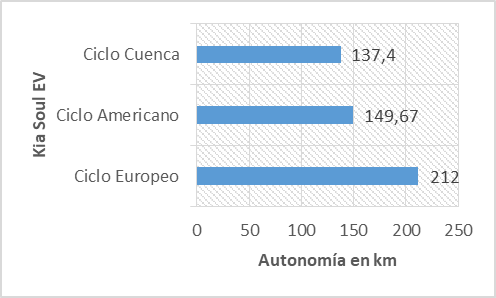 Kia Soul EV
Ciclo Cuenca
137,4
Ciclo Americano
149,67
Ciclo Europeo
212
0 50 100 150 200 250
Autonomía en km